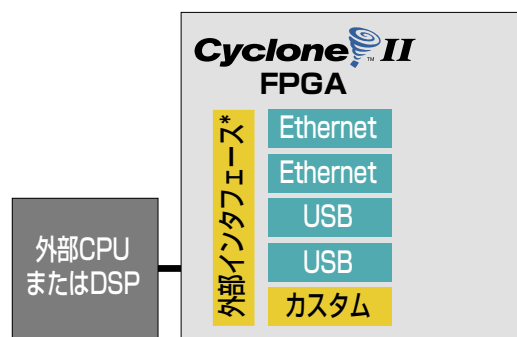 Cyclone™ II
FPGA
外部インタフェース*
Ethernet
Ethernet
USB
USB
カスタム
外部CPU
またはDSP